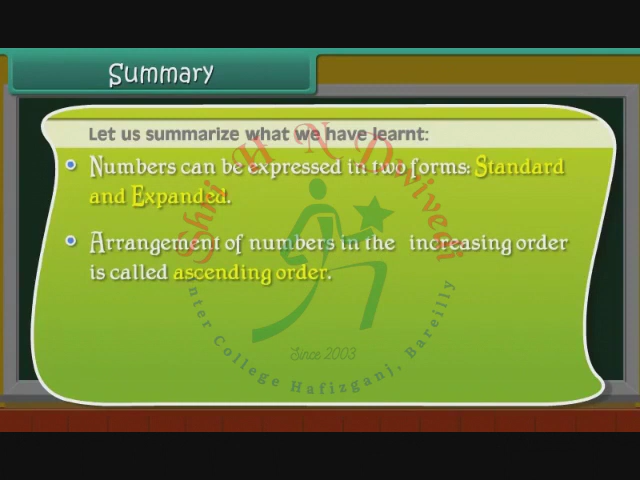 Summary
Let us summarize what we have learnt:
Numbers can be expressed in two forms: Standard
and Expanded.
Arrangement of numbers in the increasing order
is called ascending order.
Shri H N Dwivedi
Since 2003
Inter College Hafizganj, Bareilly